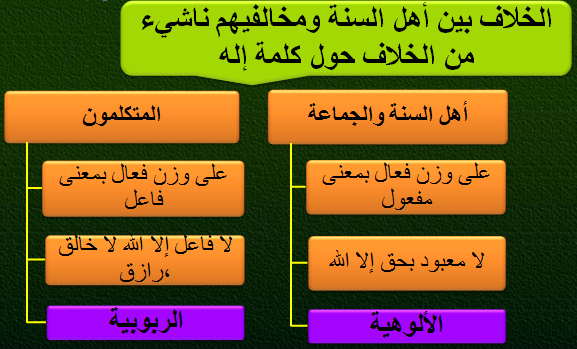 الخلاف بين أهل السنة ومخالفيهم ناشيء
من الخلاف حول كلمة إله
أهل السنة والجماعة
على وزن فعال بمعنى
مفعول
لا معبود بحق إلا الله
الألوهية
المتكلمون
على وزن فعال بمعنى
فاعل
لا فاعل إلا الله لا خالق
،رازق
الربوبية